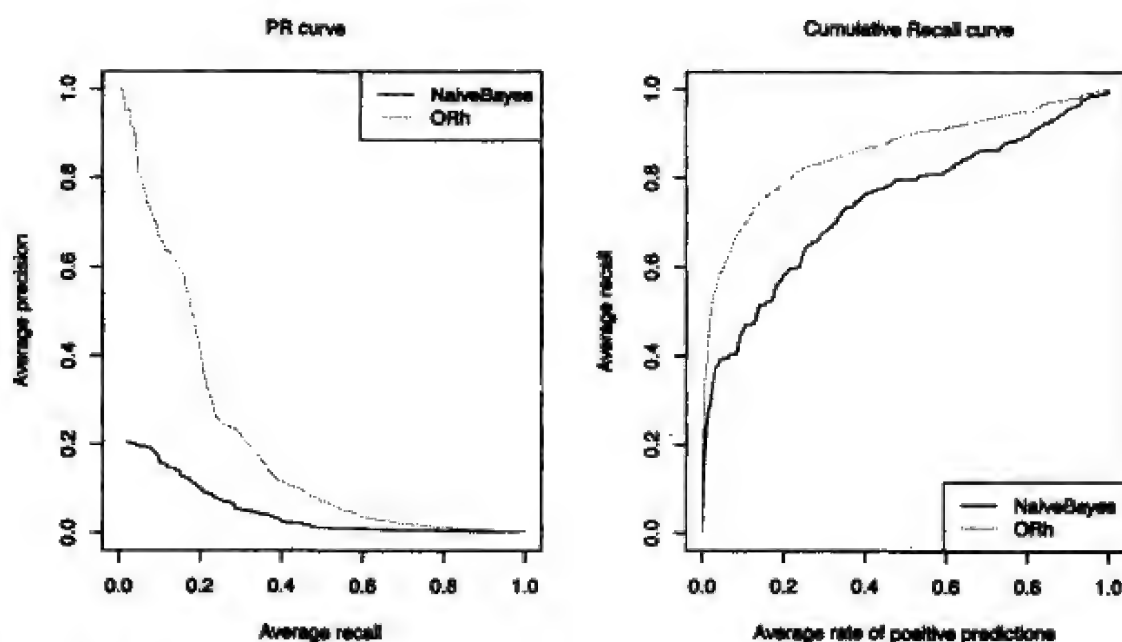 PR curve
NaiveBayes
ORh
Average precision
0.0 0.2 0.4 0.6 0.8 1.0
0.0 0.2 0.4 0.6 0.8 1.0
Average recall
Cumulative Recall curve
NaiveBayes
ORh
Average recall
0.0 0.2 0.4 0.6 0.8 1.0
0.0 0.2 0.4 0.6 0.8 1.0
Average rate of positive predictions